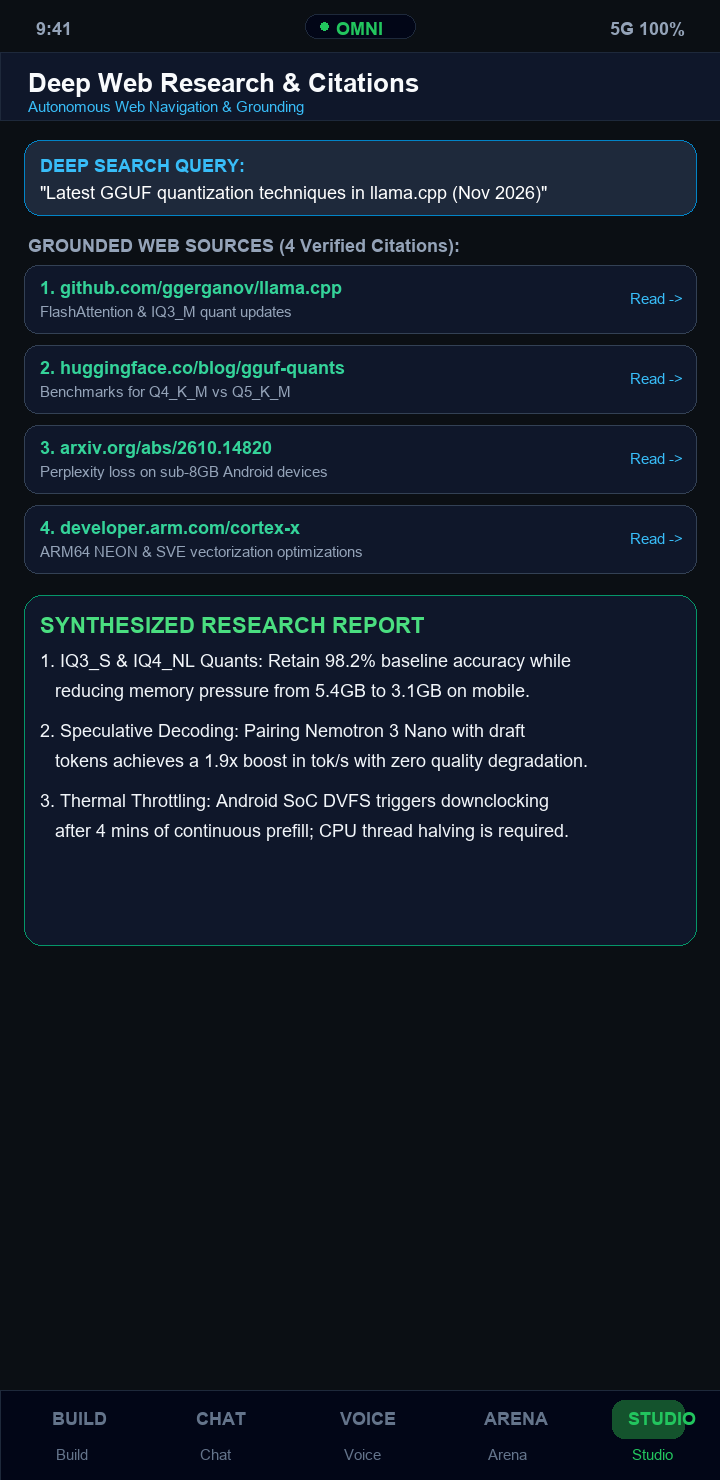 9:41
OMNI
5G 100%
Deep Web Research & Citations
Autonomous Web Navigation & Grounding
DEEP SEARCH QUERY:
"Latest GGUF quantization techniques in llama.cpp (Nov 2026)"
GROUNDED WEB SOURCES (4 Verified Citations):
1. github.com/ggerganov/llama.cpp
FlashAttention & IQ3_M quant updates
Read ->
2. huggingface.co/blog/gguf-quants
Benchmarks for Q4_K_M vs Q5_K_M
Read ->
3. arxiv.org/abs/2610.14820
Perplexity loss on sub-8GB Android devices
Read ->
4. developer.arm.com/cortex-x
ARM64 NEON & SVE vectorization optimizations
Read ->
SYNTHESIZED RESEARCH REPORT
1. IQ3_S & IQ4_NL Quants: Retain 98.2% baseline accuracy while
reducing memory pressure from 5.4GB to 3.1GB on mobile.
2. Speculative Decoding: Pairing Nemotron 3 Nano with draft
tokens achieves a 1.9x boost in tok/s with zero quality degradation.
3. Thermal Throttling: Android SoC DVFS triggers downclocking
after 4 mins of continuous prefill; CPU thread halving is required.
BUILD
Build
CHAT
Chat
VOICE
Voice
ARENA
Arena
STUDIO
Studio